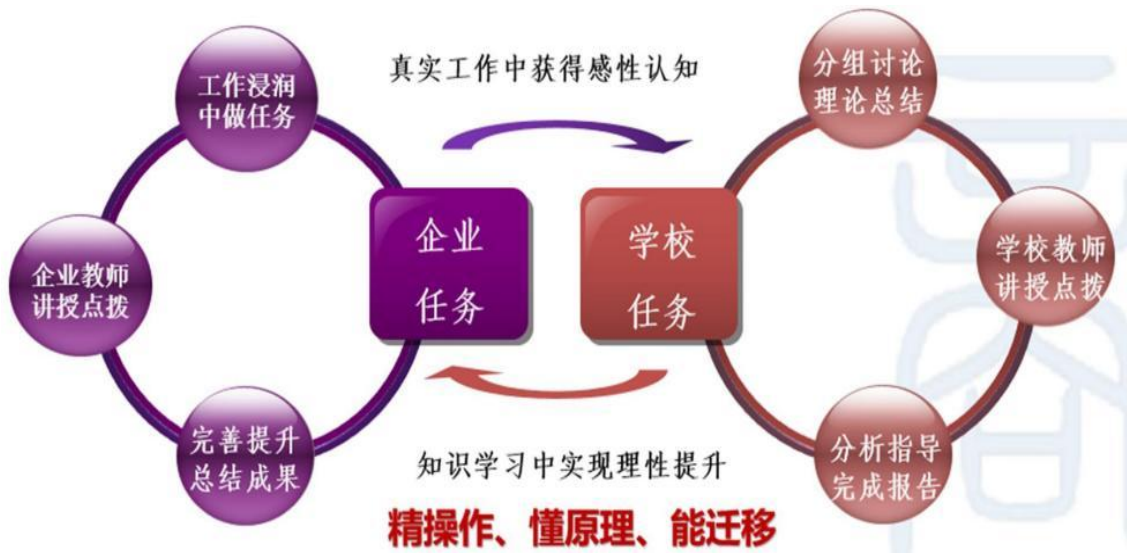 真实工作中获得感性认知
工作浸润
中做任务
企业教师
讲授点拨
完善提升
总结成果
企业
任务
学校
任务
分组讨论
理论总结
学校教师
讲授点拨
分析指导
完成报告
知识学习中实现理性提升
精操作、懂原理、能迁移